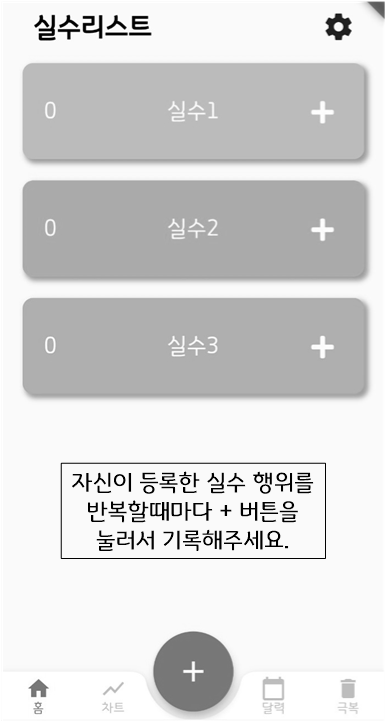 실수리스트
0 실수1 +
0 실수2 +
0 실수3 +
자신이 등록한 실수 행위를
반복할때마다 + 버튼을
눌러서 기록해주세요.
+
홈 차트 달력 극복